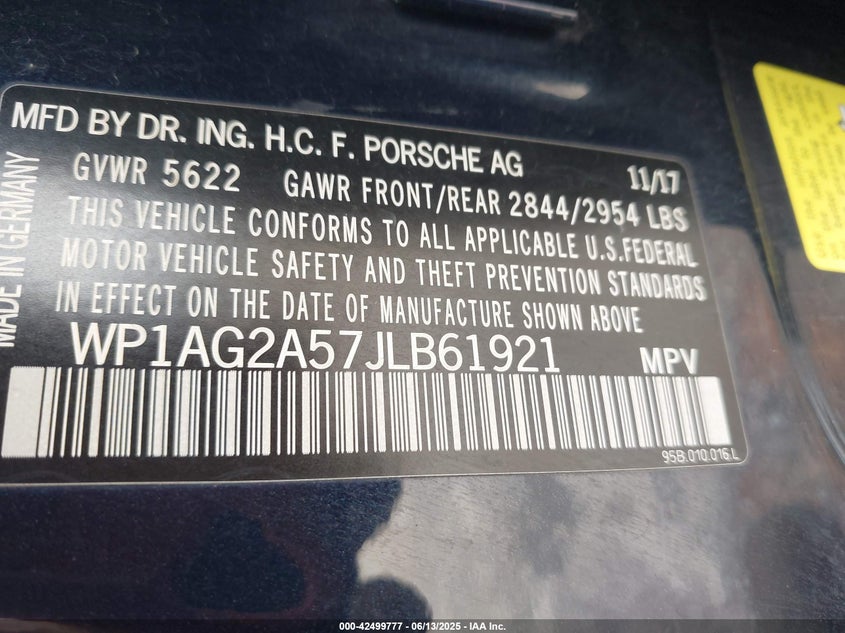 MFD BY DR. ING. H.C. F. PORSCHE AG 11/17
GVWR 5622 GAWR FRONT/REAR 2844/2954 LBS
THIS VEHICLE CONFORMS TO ALL APPLICABLE U.S.FEDERAL
MOTOR VEHICLE SAFETY AND THEFT PREVENTION STANDARDS
IN EFFECT ON THE DATE OF MANUFACTURE SHOWN ABOVE
WP1AG2A57JLB61921 MPV
95B.010.016.L
MADE IN GERMANY
000-42499777 - 06/13/2025 - IAA Inc.